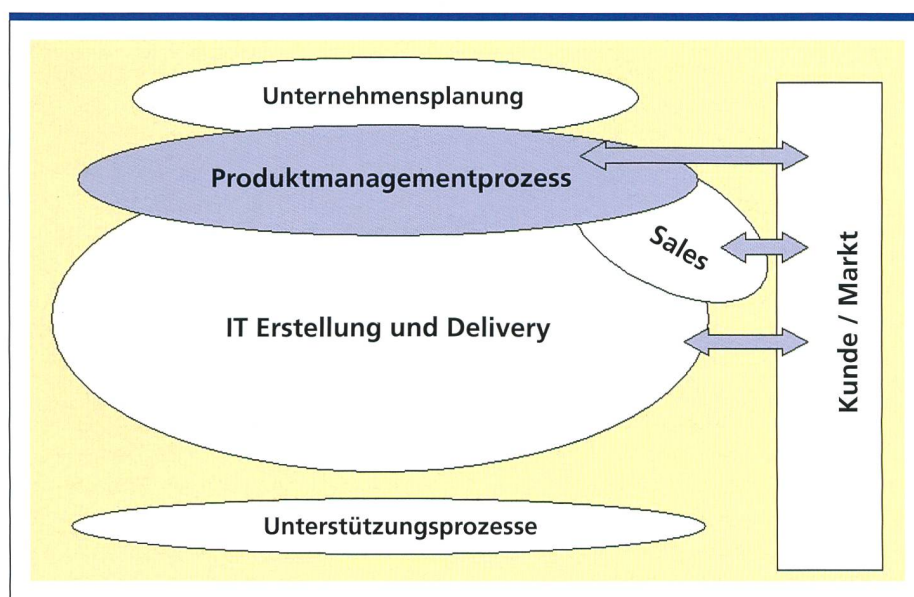 Unternehmensplanung
Produktmanagementprozess
Sales
IT Erstellung und Delivery
Kunde / Markt
Unterstützungsprozesse